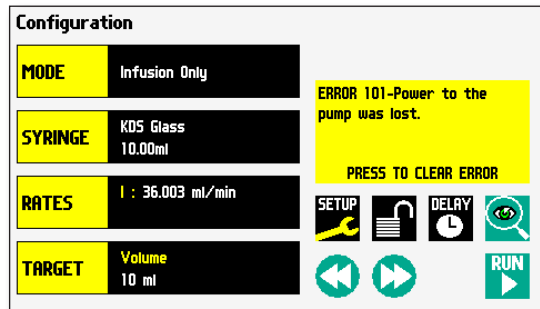 Configuration
MODE
Infusion Only
SYRINGE
KDS Glass
10.00ml
RATES
I : 36.003 ml/min
TARGET
Volume
10 ml
ERROR 101-Power to the
pump was lost.
PRESS TO CLEAR ERROR
SETUP
DELAY
RUN